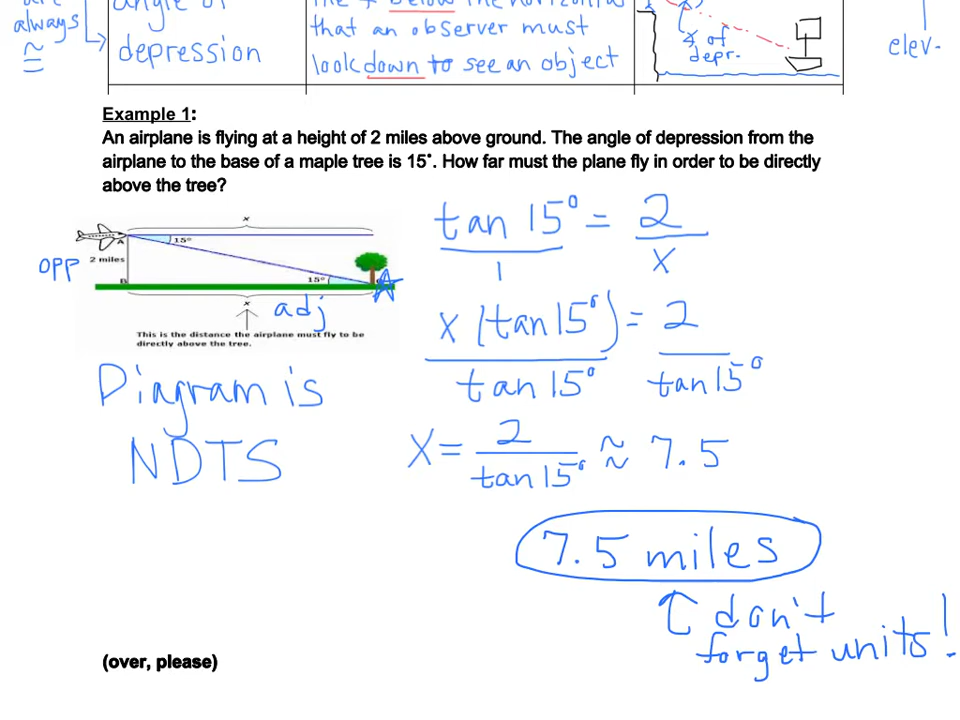 always
≅
angle of
depression
the ∡ below the horizontal
that an observer must
look down to see an object
∡ of
depr.
elev.
Example 1:
An airplane is flying at a height of 2 miles above ground. The angle of depression from the
airplane to the base of a maple tree is 15°. How far must the plane fly in order to be directly
above the tree?
x
A
15°
opp
2 miles
B
15°
x
adj
This is the distance the airplane must fly to be
directly above the tree.
Diagram is
NDTS
tan 15° = 2
1 x
x (tan 15°) = 2
tan 15° tan 15°
x = 2 ≈ 7.5
tan 15°
7.5 miles
↑ don't
forget units!
(over, please)